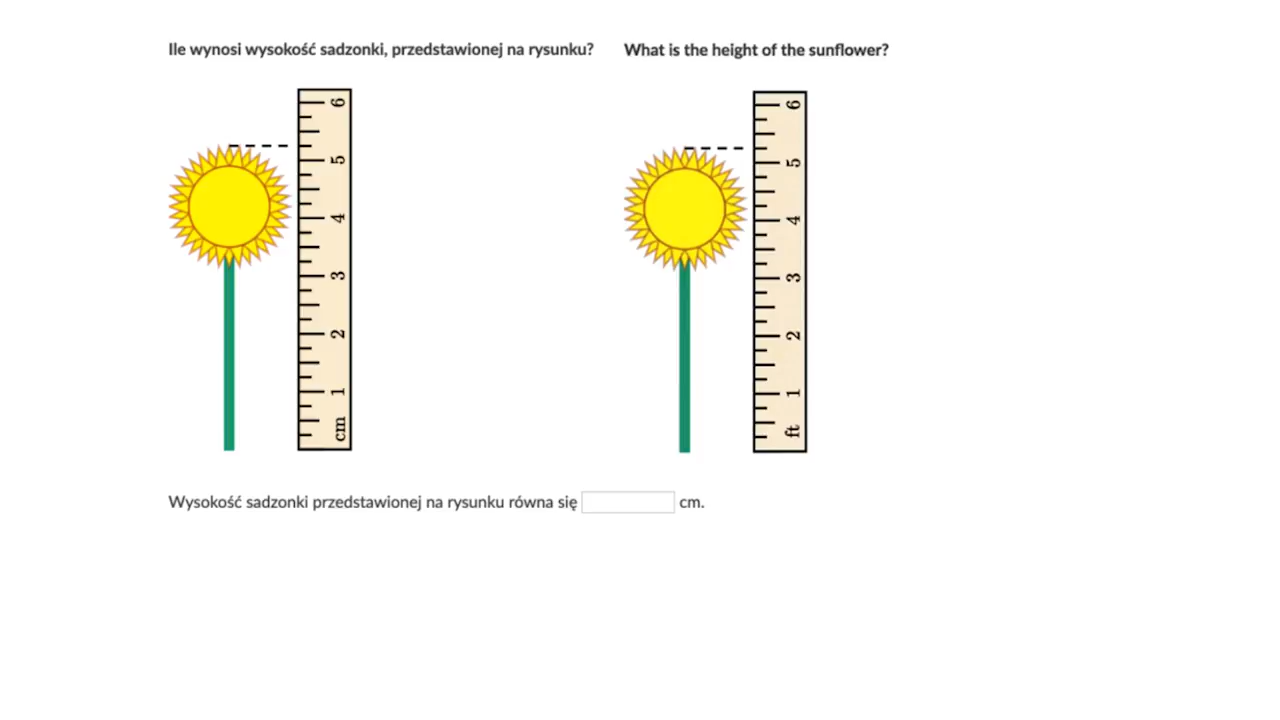 Ile wynosi wysokość sadzonki, przedstawionej na rysunku?
What is the height of the sunflower?
6
5
4
3
2
1
cm
6
5
4
3
2
1
ft
Wysokość sadzonki przedstawionej na rysunku równa się cm.